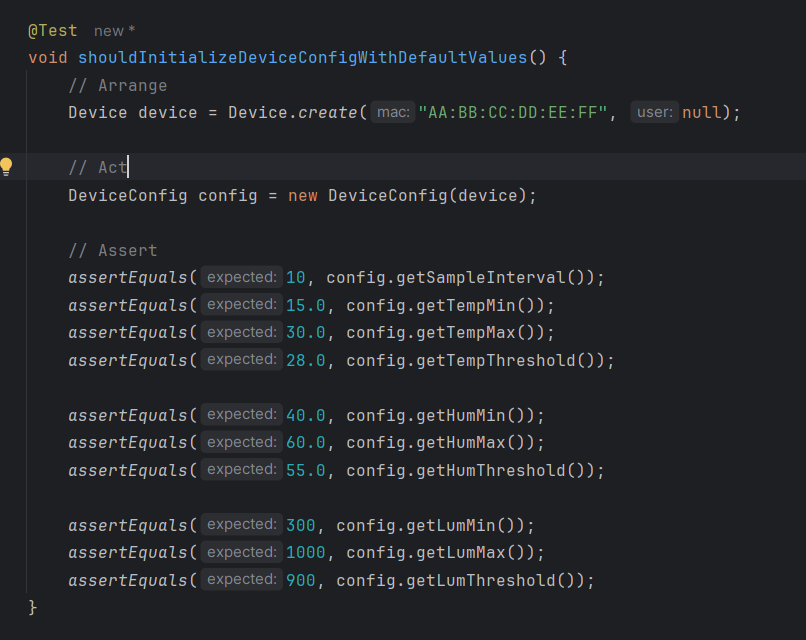 @Test new *
void shouldInitializeDeviceConfigWithDefaultValues() {
// Arrange
Device device = Device.create( mac: "AA:BB:CC:DD:EE:FF", user: null);
// Act
DeviceConfig config = new DeviceConfig(device);
// Assert
assertEquals( expected: 10, config.getSampleInterval());
assertEquals( expected: 15.0, config.getTempMin());
assertEquals( expected: 30.0, config.getTempMax());
assertEquals( expected: 28.0, config.getTempThreshold());
assertEquals( expected: 40.0, config.getHumMin());
assertEquals( expected: 60.0, config.getHumMax());
assertEquals( expected: 55.0, config.getHumThreshold());
assertEquals( expected: 300, config.getLumMin());
assertEquals( expected: 1000, config.getLumMax());
assertEquals( expected: 900, config.getLumThreshold());
}